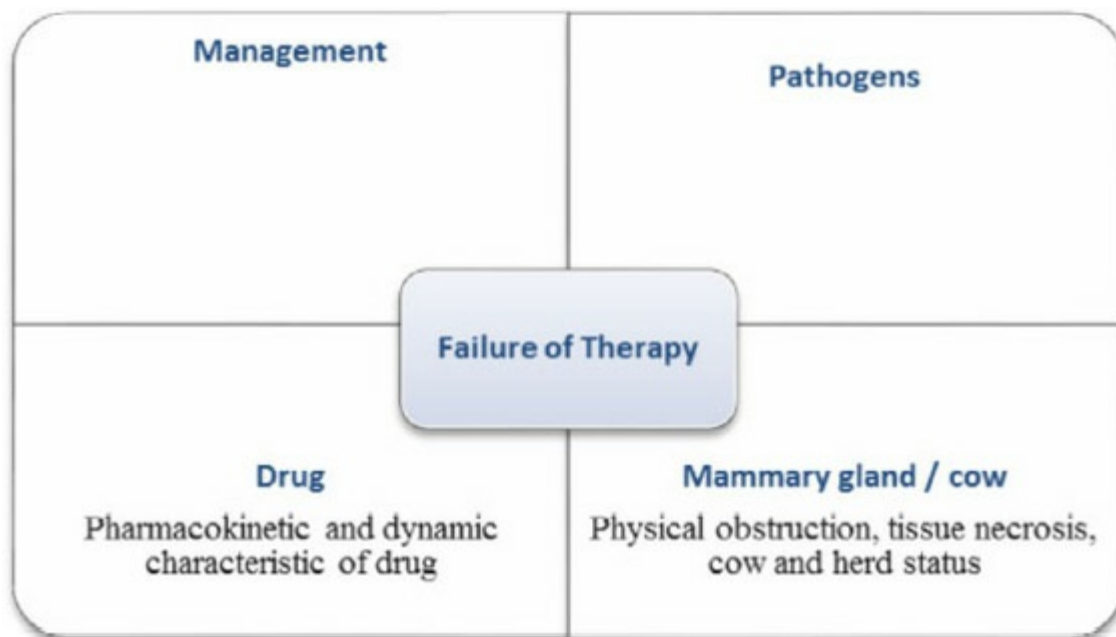 Management
Pathogens
Failure of Therapy
Drug
Pharmacokinetic and dynamic
characteristic of drug
Mammary gland / cow
Physical obstruction, tissue necrosis,
cow and herd status